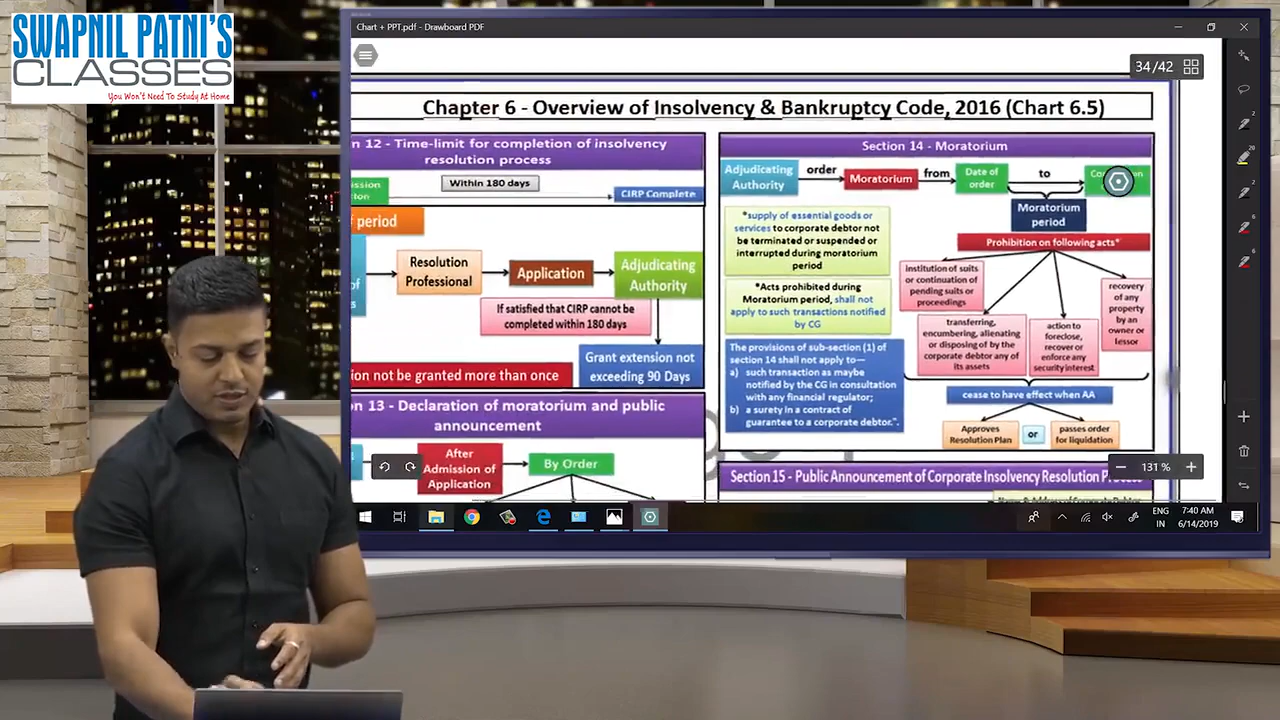 SWAPNIL PATNI'S
CLASSES
You Won't Need To Study At Home
Chart + PPT.pdf - Drawboard PDF
34/42
Chapter 6 - Overview of Insolvency & Bankruptcy Code, 2016 (Chart 6.5)
n 12 - Time-limit for completion of insolvency
resolution process
Within 180 days
CIRP Complete
period
Resolution
Professional
Application
Adjudicating
Authority
If satisfied that CIRP cannot be
completed within 180 days
Grant extension not
exceeding 90 Days
ion not be granted more than once
n 13 - Declaration of moratorium and public
announcement
After
Admission of
Application
By Order
Section 14 - Moratorium
Adjudicating
Authority
order
Moratorium
from
Date of
order
to
Moratorium
period
Prohibition on following acts*
*supply of essential goods or
services to corporate debtor not
be terminated or suspended or
interrupted during moratorium
period
*Acts prohibited during
Moratorium period, shall not
apply to such transactions notified
by CG
The provisions of sub-section (1) of
section 14 shall not apply to—
a) such transaction as maybe
notified by the CG in consultation
with any financial regulator;
b) a surety in a contract of
guarantee to a corporate debtor.".
institution of suits
or continuation of
pending suits or
proceedings
transferring,
encumbering, alienating
or disposing of by the
corporate debtor any of
its assets
action to
foreclose,
recover or
enforce any
security interest
recovery
of any
property by
an owner or
lessor
cease to have effect when AA
Approves
Resolution Plan
or
passes order
for liquidation
Section 15 - Public Announcement of Corporate Insolvency Resolution
131 %
ENG
IN
7:40 AM
6/14/2019